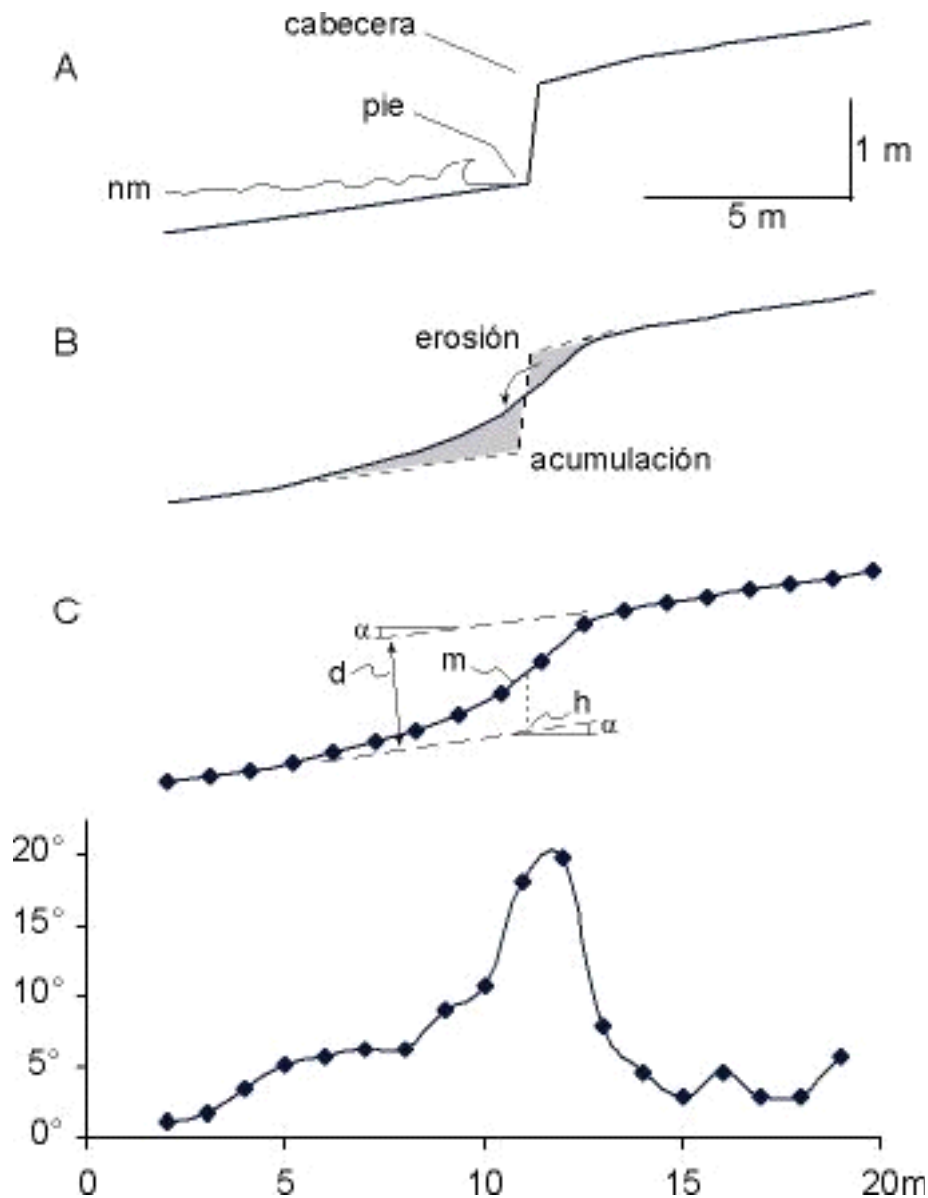 cabecera
A
pie
nm
1 m
5 m
B
erosión
acumulación
C
α
d
m
h
α
20°
15°
10°
5°
0°
0 5 10 15 20m